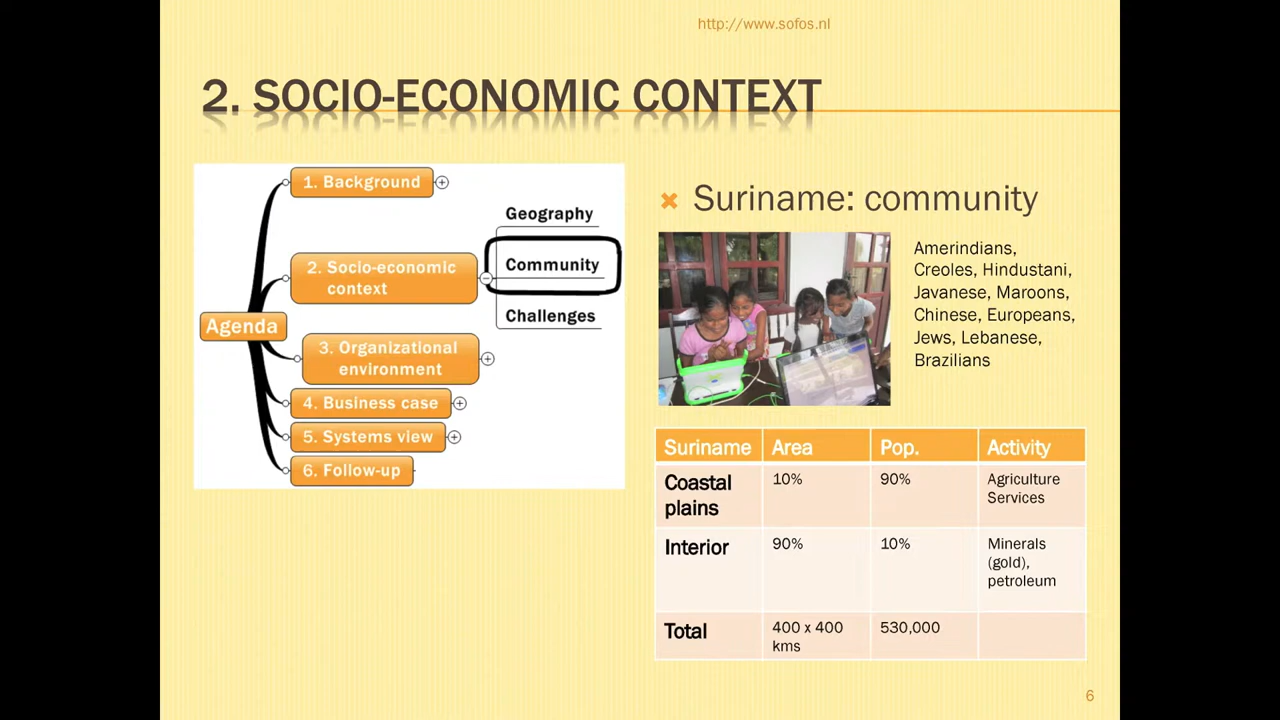 http://www.sofos.nl
2. SOCIO-ECONOMIC CONTEXT
1. Background
Geography
2. Socio-economic
context
Community
Challenges
Agenda
3. Organizational
environment
4. Business case
5. Systems view
6. Follow-up
Suriname: community
Amerindians,
Creoles, Hindustani,
Javanese, Maroons,
Chinese, Europeans,
Jews, Lebanese,
Brazilians
Suriname Area Pop. Activity
Coastal plains 10% 90% Agriculture Services
Interior 90% 10% Minerals (gold), petroleum
Total 400 x 400 kms 530,000
6